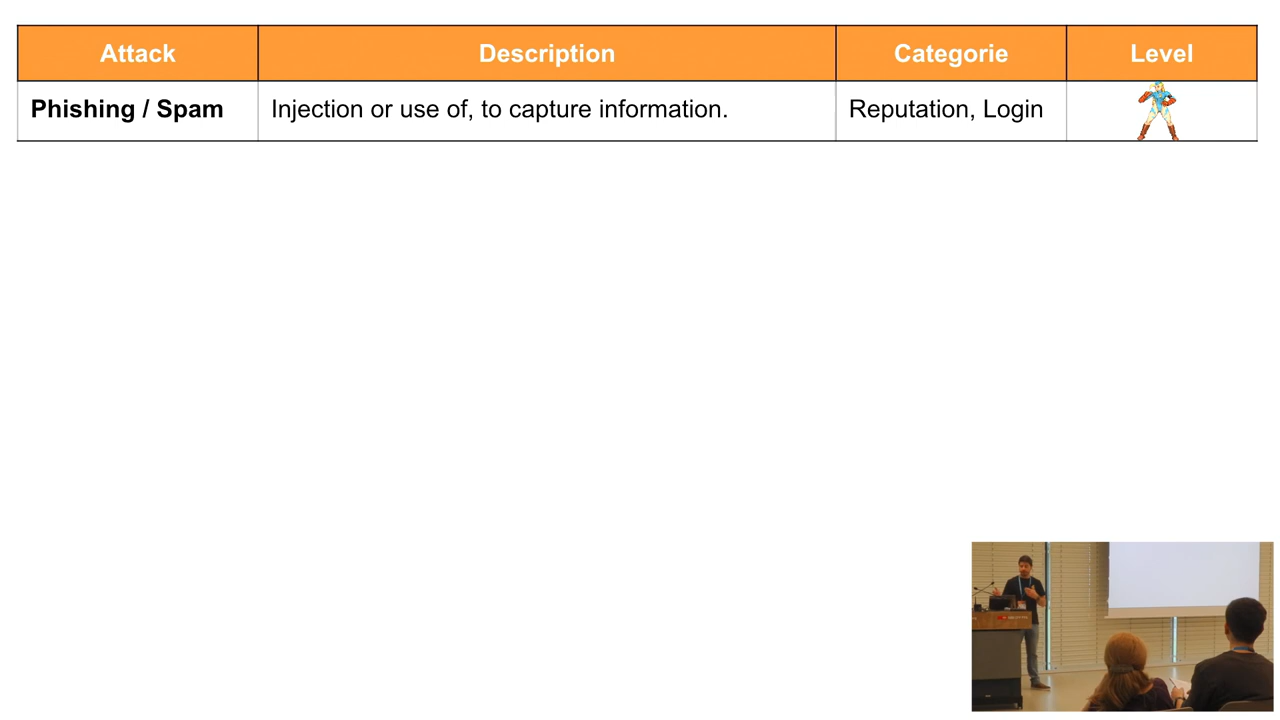 Attack Description Categorie Level
Phishing / Spam Injection or use of, to capture information. Reputation, Login